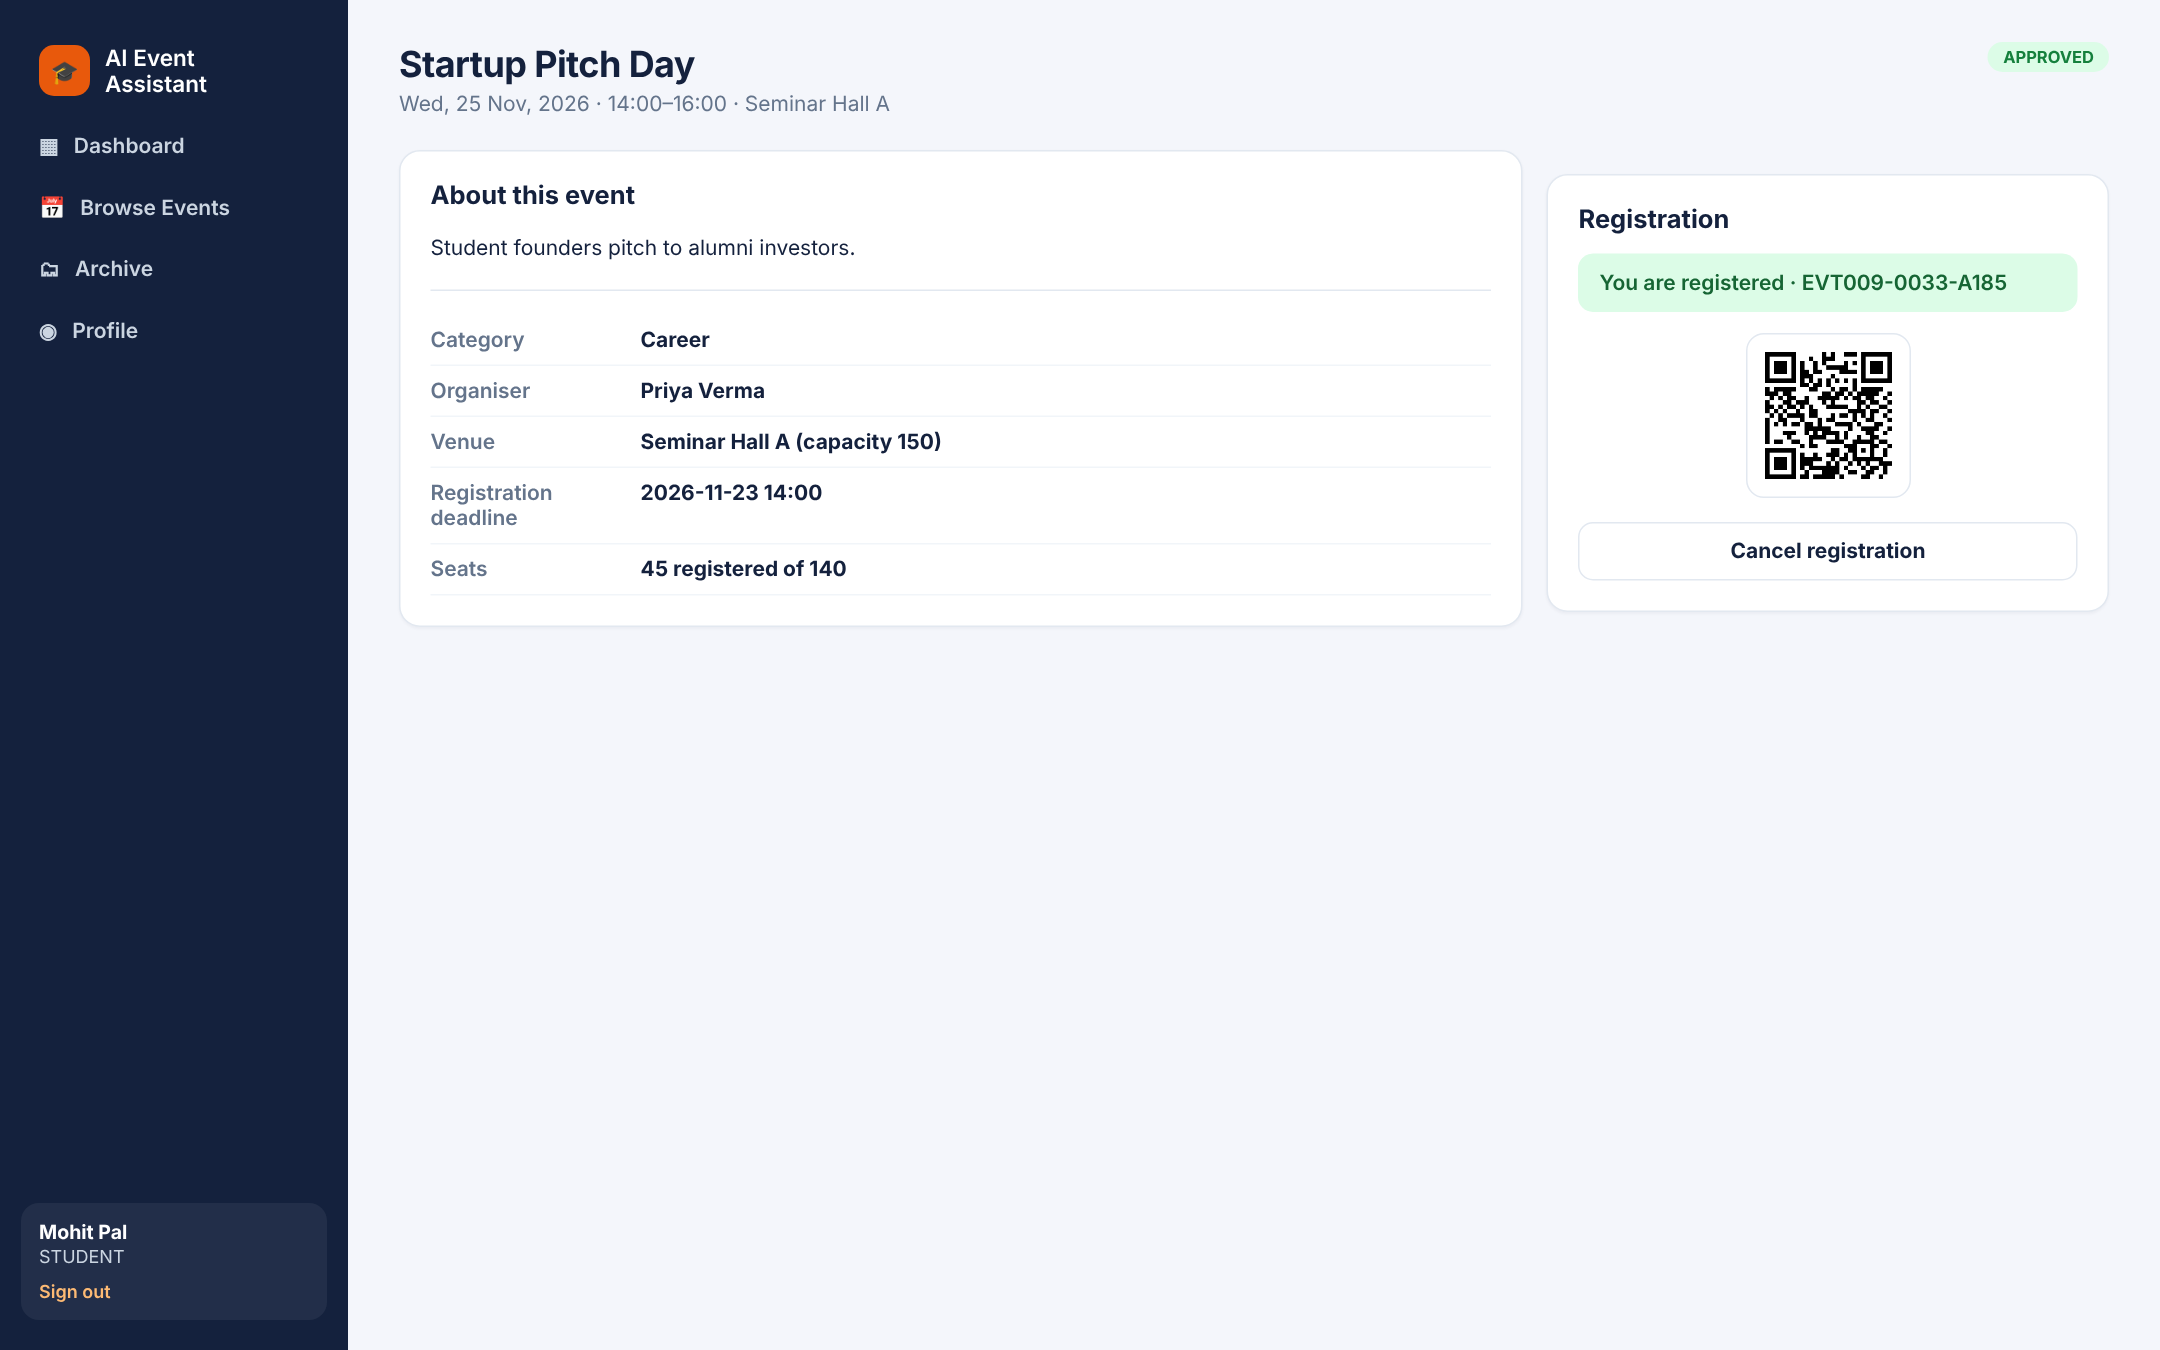 AI Event
Assistant
Dashboard
Browse Events
Archive
Profile
Mohit Pal
STUDENT
Sign out
Startup Pitch Day
Wed, 25 Nov, 2026 · 14:00–16:00 · Seminar Hall A
APPROVED
About this event
Student founders pitch to alumni investors.
Category Career
Organiser Priya Verma
Venue Seminar Hall A (capacity 150)
Registration 2026-11-23 14:00
deadline
Seats 45 registered of 140
Registration
You are registered · EVT009-0033-A185
Cancel registration